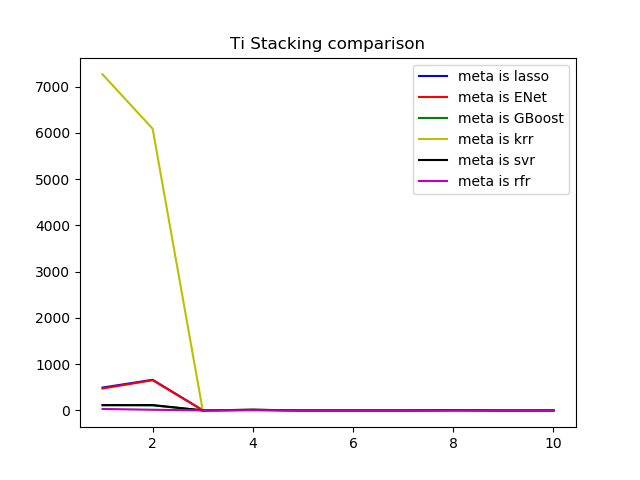 Ti Stacking comparison
meta is lasso
meta is ENet
meta is GBoost
meta is krr
meta is svr
meta is rfr
7000
6000
5000
4000
3000
2000
1000
0
2 4 6 8 10